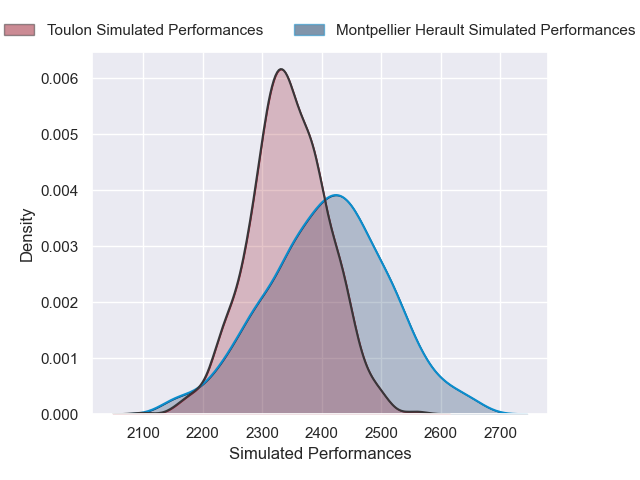 Toulon Simulated Performances
Montpellier Herault Simulated Performances
0.006
0.005
0.004
0.003
0.002
0.001
0.000
Density
2100 2200 2300 2400 2500 2600 2700
Simulated Performances